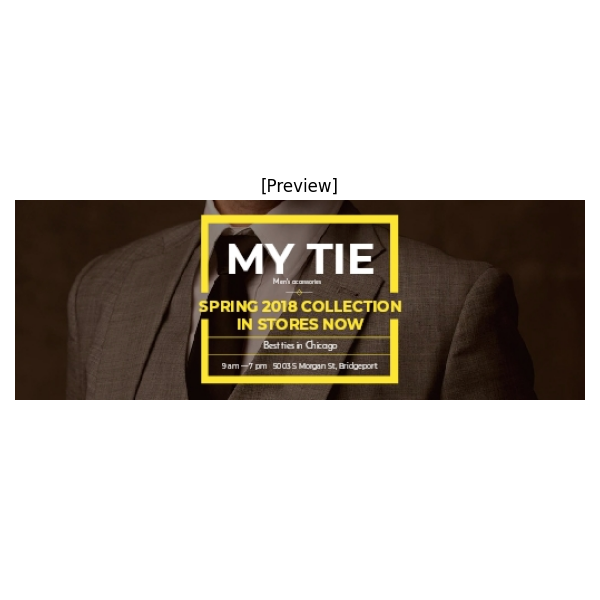 [Preview]
MY TIE
Men's accessories
SPRING 2018 COLLECTION
IN STORES NOW
Best ties in Chicago
9 am — 7 pm 5003 S Morgan St, Bridgeport